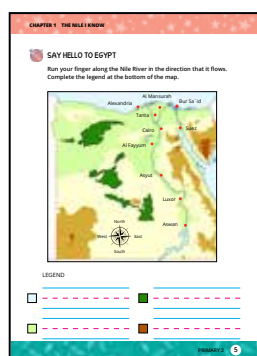 CHAPTER 1 THE NILE I KNOW
SAY HELLO TO EGYPT
Run your finger along the Nile River in the direction that it flows.
Complete the legend at the bottom of the map.
Al Mansurah
Alexandria
Bur Sa`id
Tanta
Cairo
Suez
Al Fayyum
Asyut
Luxor
Aswan
North
West
East
South
LEGEND
PRIMARY 2 5